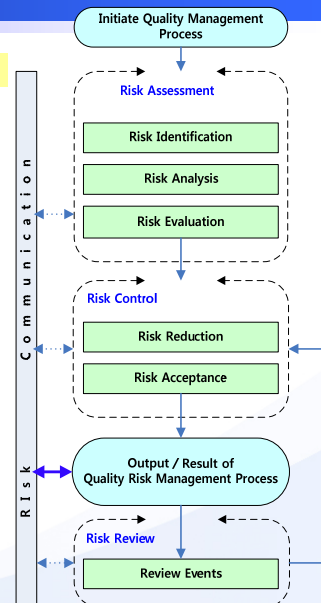 Initiate Quality Management
Process
Risk Assessment
Risk Identification
Risk Analysis
Risk Evaluation
Risk Control
Risk Reduction
Risk Acceptance
Output / Result of
Quality Risk Management Process
Risk Review
Review Events
RIsk Communication